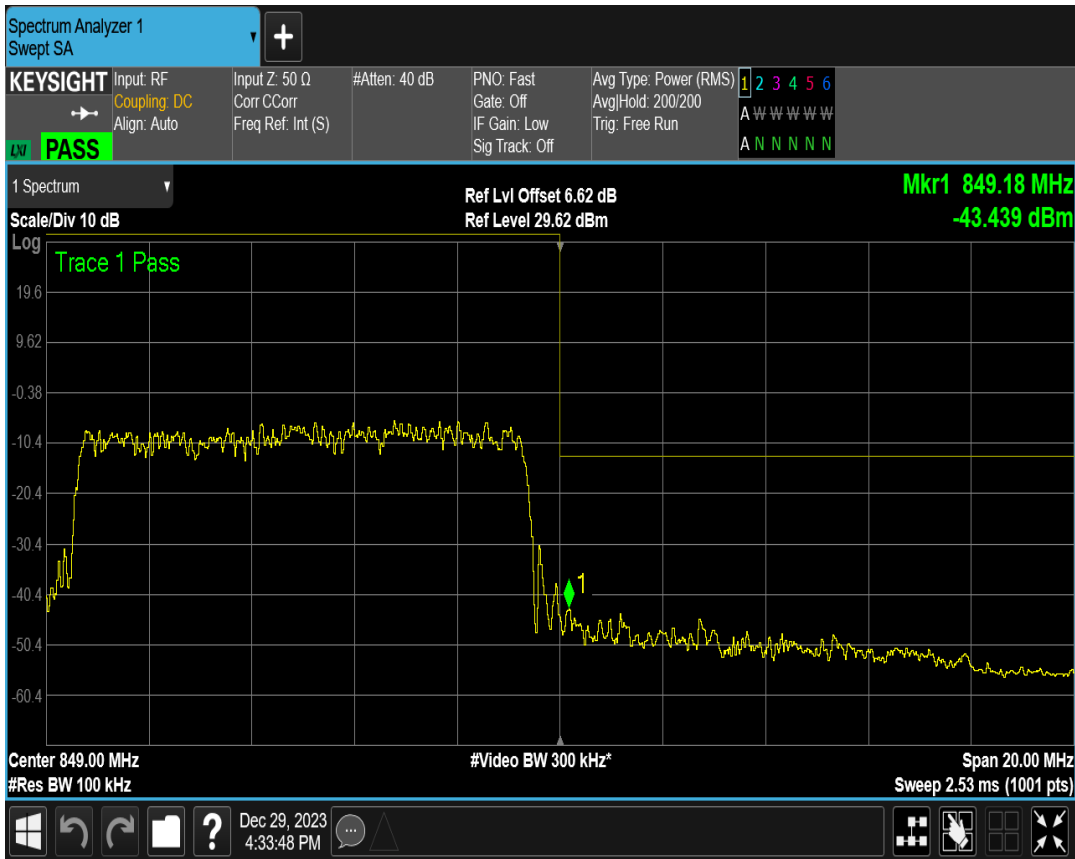 Spectrum Analyzer 1
Swept SA
+
KEYSIGHT
LXI PASS
Input: RF
Coupling: DC
Align: Auto
Input Z: 50 Ω
Corr CCorr
Freq Ref: Int (S)
#Atten: 40 dB
PNO: Fast
Gate: Off
IF Gain: Low
Sig Track: Off
Avg Type: Power (RMS)
Avg|Hold: 200/200
Trig: Free Run
1 2 3 4 5 6
A W W W W W
A N N N N N
1 Spectrum
Scale/Div 10 dB
Ref Lvl Offset 6.62 dB
Ref Level 29.62 dBm
Mkr1 849.18 MHz
-43.439 dBm
Log
Trace 1 Pass
19.6
9.62
-0.38
-10.4
-20.4
-30.4
-40.4
-50.4
-60.4
1
Center 849.00 MHz
#Res BW 100 kHz
#Video BW 300 kHz*
Span 20.00 MHz
Sweep 2.53 ms (1001 pts)
?
Dec 29, 2023
4:33:48 PM
...